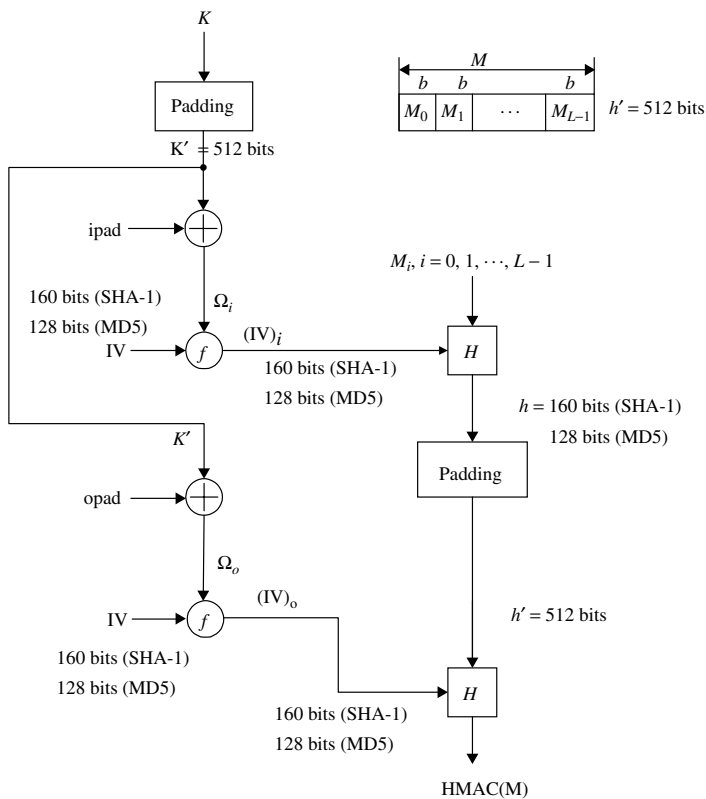 K
Padding
K′ = 512 bits
ipad
160 bits (SHA-1)
128 bits (MD5)
Ω_i
IV
f
(IV)_i
160 bits (SHA-1)
128 bits (MD5)
M
b b b
M_0 M_1 ⋯ M_{L−1}
h′ = 512 bits
M_i, i = 0, 1, ⋯, L − 1
H
h = 160 bits (SHA-1)
128 bits (MD5)
Padding
K′
opad
Ω_o
IV
f
(IV)_o
160 bits (SHA-1)
128 bits (MD5)
h′ = 512 bits
H
160 bits (SHA-1)
128 bits (MD5)
HMAC(M)